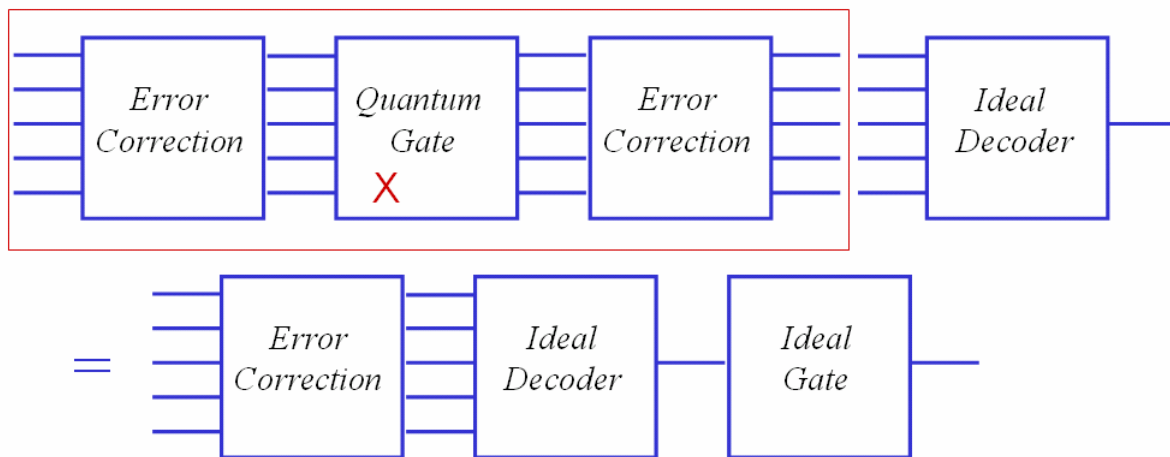 Error Correction
Quantum Gate
X
Error Correction
Ideal Decoder
=
Error Correction
Ideal Decoder
Ideal Gate